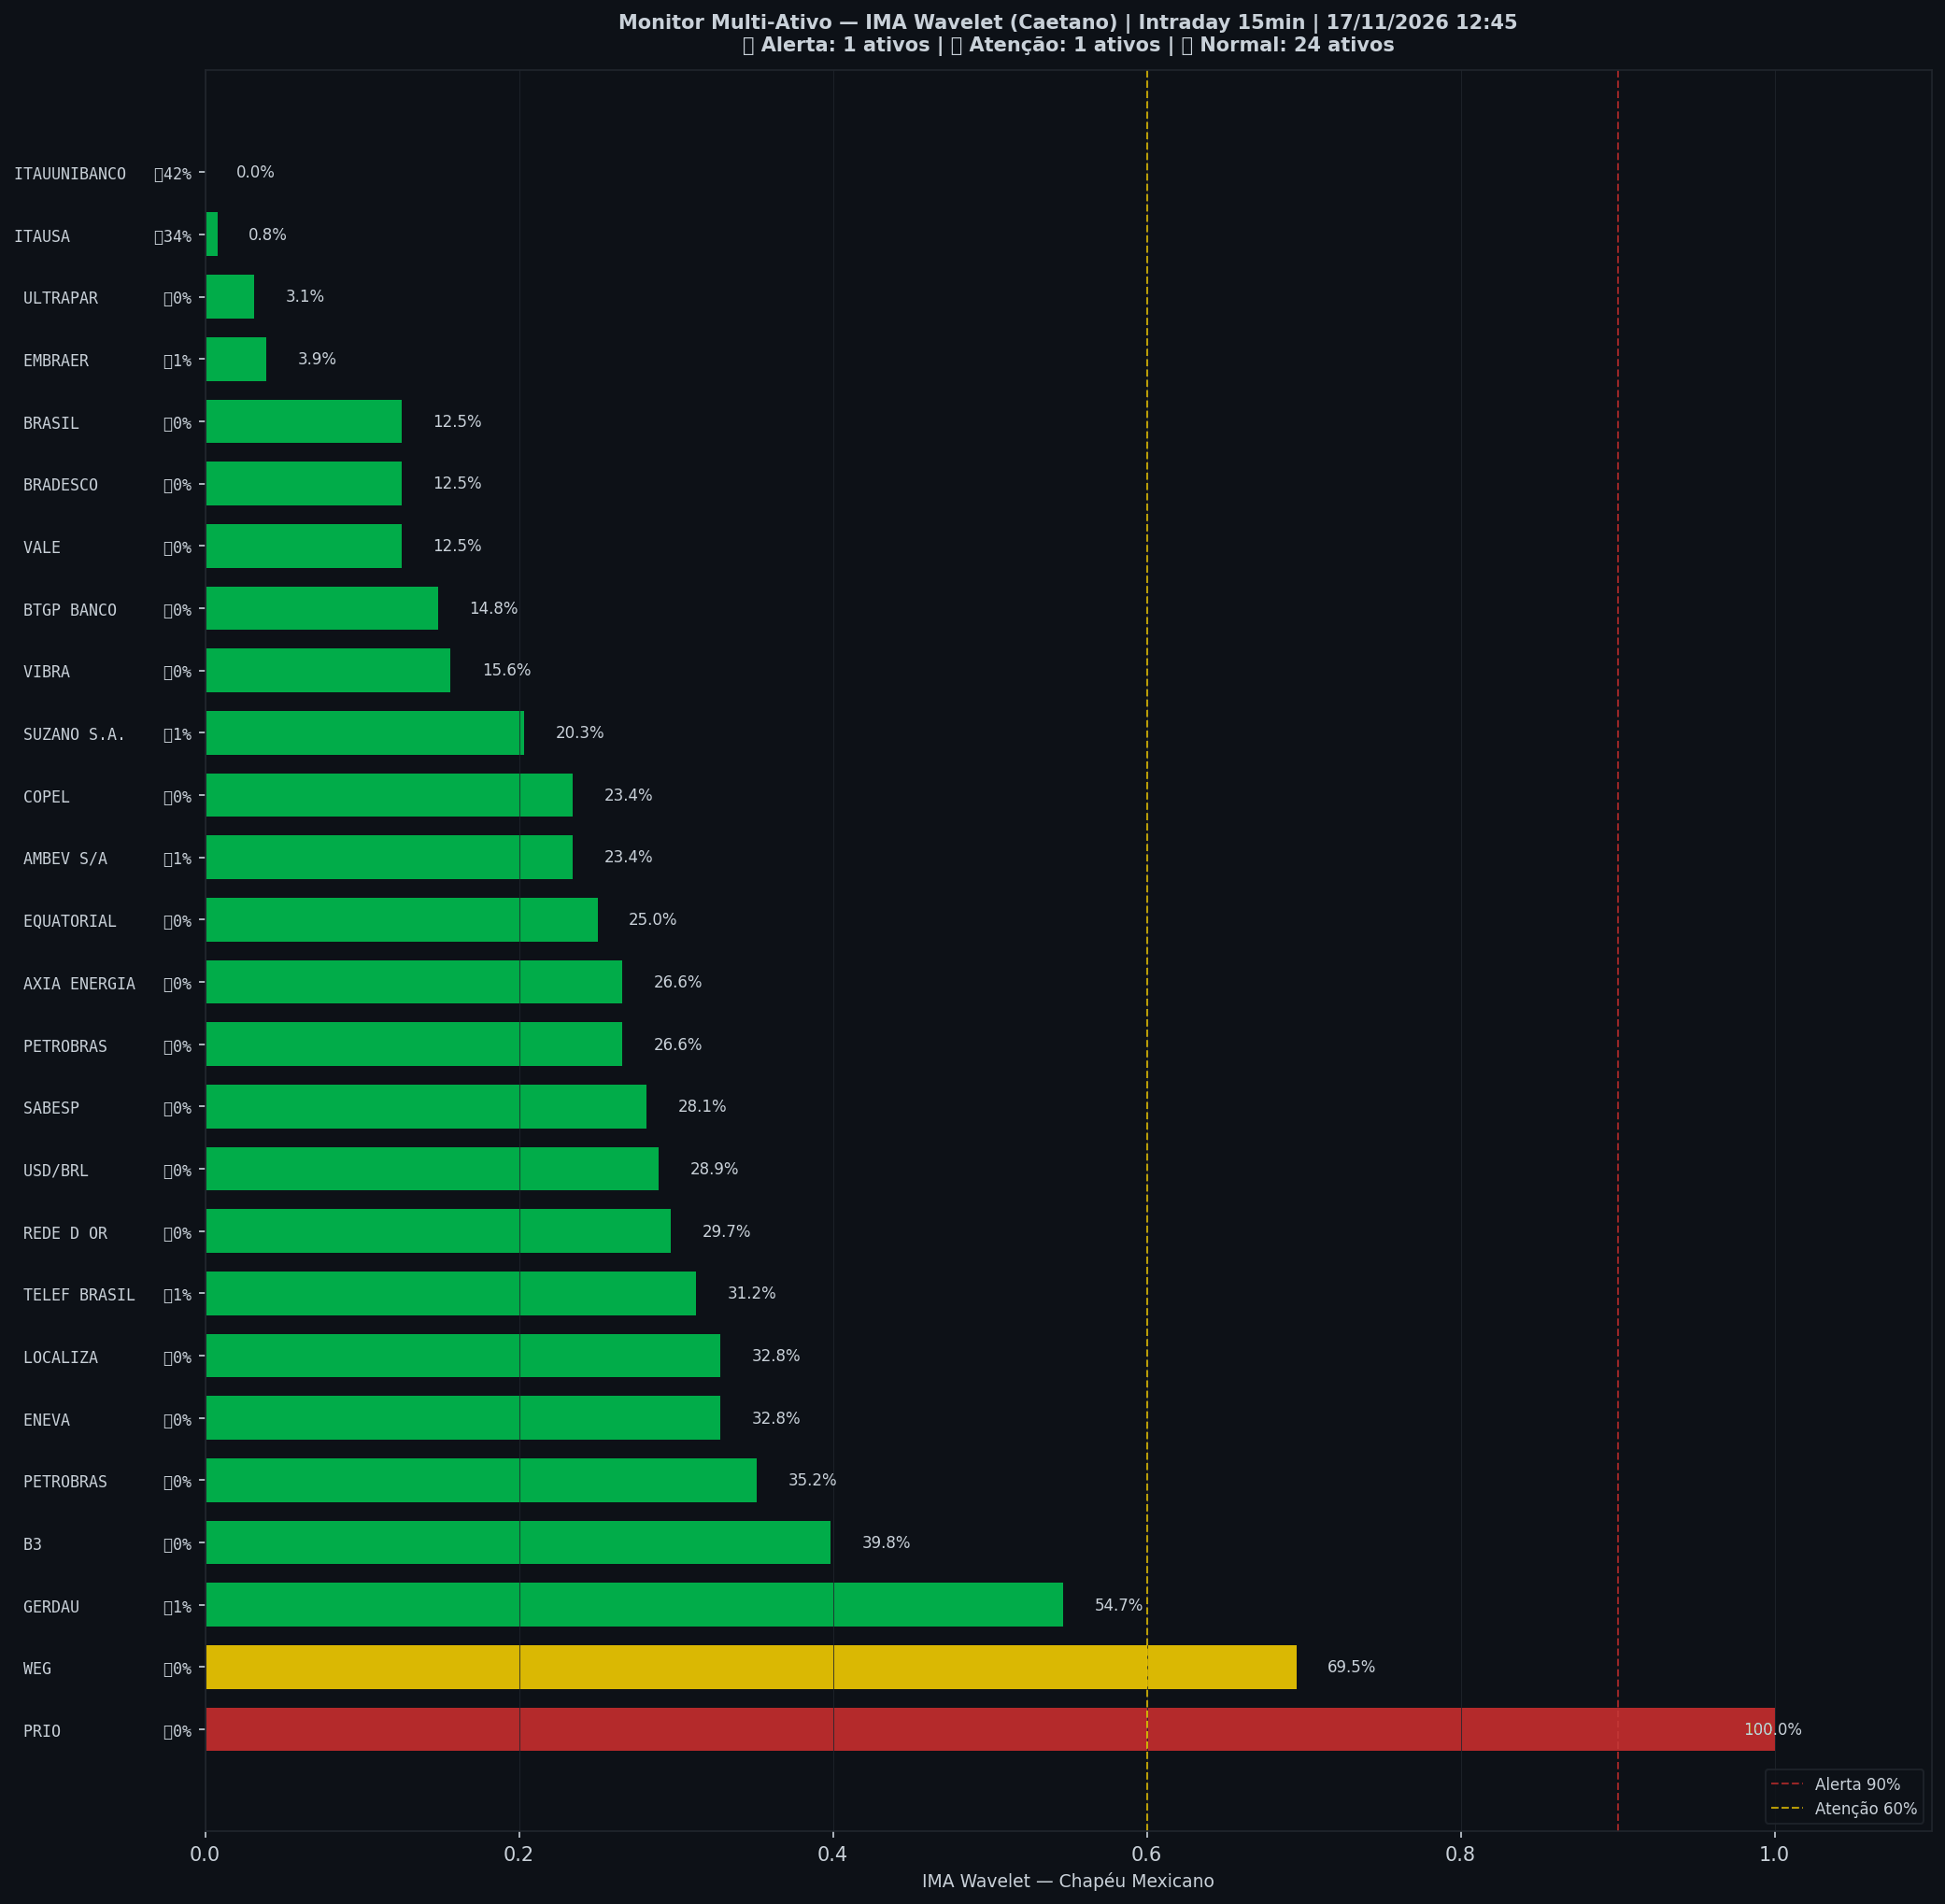 Monitor Multi-Ativo — IMA Wavelet (Caetano) | Intraday 15min | 17/11/2026 12:45
▯ Alerta: 1 ativos | ▯ Atenção: 1 ativos | ▯ Normal: 24 ativos
ITAUUNIBANCO ▯42% 0.0%
ITAUSA ▯34% 0.8%
ULTRAPAR ▯0% 3.1%
EMBRAER ▯1% 3.9%
BRASIL ▯0% 12.5%
BRADESCO ▯0% 12.5%
VALE ▯0% 12.5%
BTGP BANCO ▯0% 14.8%
VIBRA ▯0% 15.6%
SUZANO S.A. ▯1% 20.3%
COPEL ▯0% 23.4%
AMBEV S/A ▯1% 23.4%
EQUATORIAL ▯0% 25.0%
AXIA ENERGIA ▯0% 26.6%
PETROBRAS ▯0% 26.6%
SABESP ▯0% 28.1%
USD/BRL ▯0% 28.9%
REDE D OR ▯0% 29.7%
TELEF BRASIL ▯1% 31.2%
LOCALIZA ▯0% 32.8%
ENEVA ▯0% 32.8%
PETROBRAS ▯0% 35.2%
B3 ▯0% 39.8%
GERDAU ▯1% 54.7%
WEG ▯0% 69.5%
PRIO ▯0% 100.0%
Alerta 90%
Atenção 60%
0.0 0.2 0.4 0.6 0.8 1.0
IMA Wavelet — Chapéu Mexicano